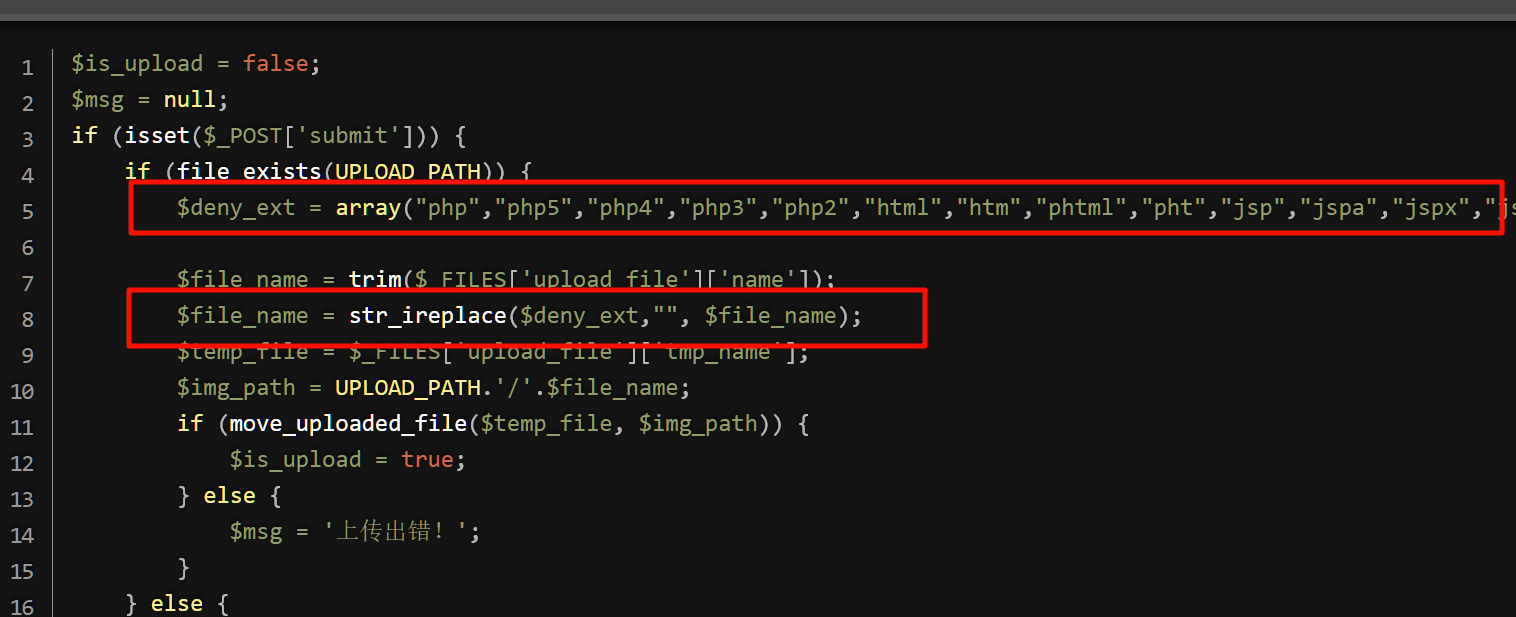 1 $is_upload = false;
2 $msg = null;
3 if (isset($_POST['submit'])) {
4 if (file_exists(UPLOAD_PATH)) {
5 $deny_ext = array("php","php5","php4","php3","php2","html","htm","phtml","pht","jsp","jspa","jspx","js
6
7 $file_name = trim($_FILES['upload_file']['name']);
8 $file_name = str_ireplace($deny_ext,"", $file_name);
9 $temp_file = $_FILES['upload_file']['tmp_name'];
10 $img_path = UPLOAD_PATH.'/'.$file_name;
11 if (move_uploaded_file($temp_file, $img_path)) {
12 $is_upload = true;
13 } else {
14 $msg = '上传出错！';
15 }
16 } else {